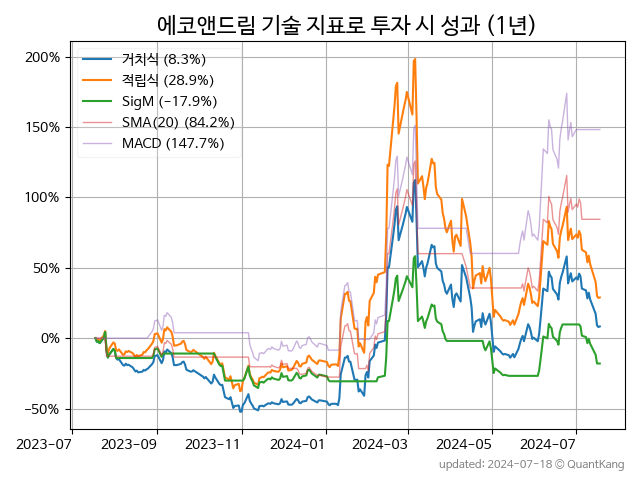 에코앤드림 기술 지표로 투자 시 성과 (1년)
거치식 (8.3%)
적립식 (28.9%)
SigM (−17.9%)
SMA(20) (84.2%)
MACD (147.7%)
200%
150%
100%
50%
0%
−50%
2023-07
2023-09
2023-11
2024-01
2024-03
2024-05
2024-07
updated: 2024-07-18 © QuantKang